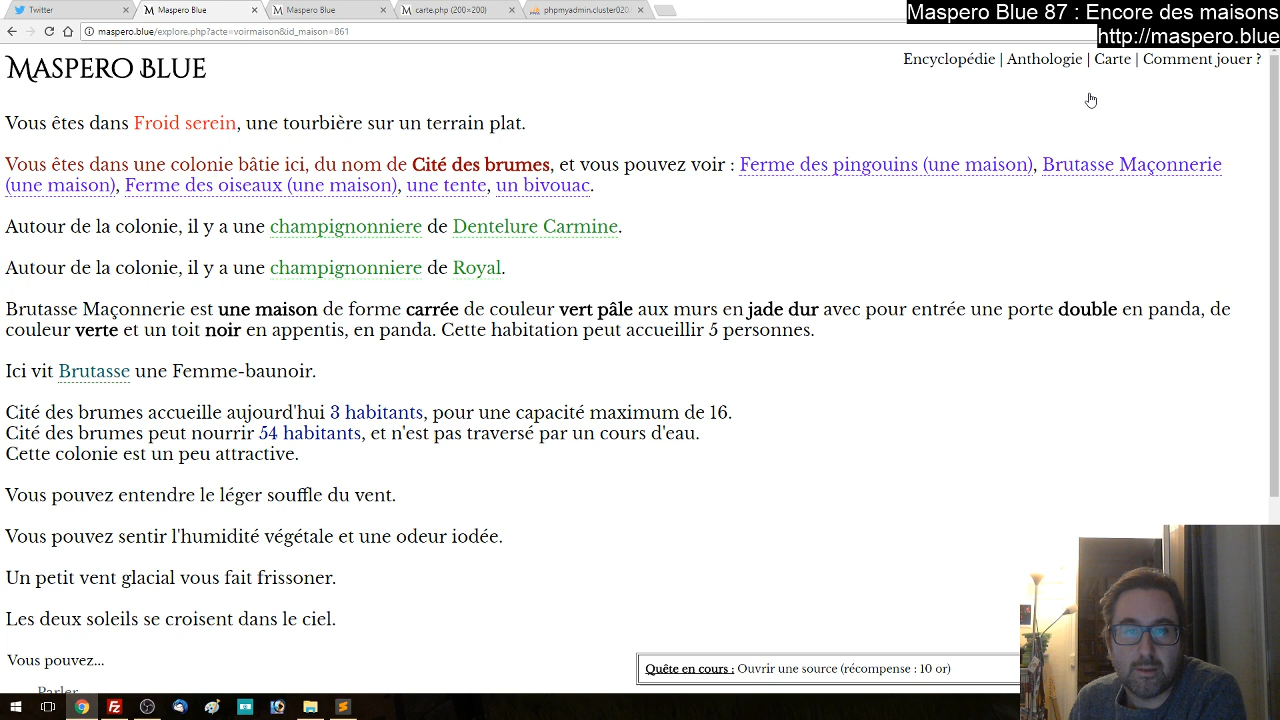 Twitter
Maspero Blue
Maspero Blue
carte.php (200×200)
phpmyadmin.cluster020
Maspero Blue 87 : Encore des maisons
http://maspero.blue
maspero.blue/explore.php?acte=voirmaison&id_maison=861
Maspero Blue
Encyclopédie | Anthologie | Carte | Comment jouer ?
Vous êtes dans Froid serein, une tourbière sur un terrain plat.
Vous êtes dans une colonie bâtie ici, du nom de Cité des brumes, et vous pouvez voir : Ferme des pingouins (une maison), Brutasse Maçonnerie
(une maison), Ferme des oiseaux (une maison), une tente, un bivouac.
Autour de la colonie, il y a une champignonniere de Dentelure Carmine.
Autour de la colonie, il y a une champignonniere de Royal.
Brutasse Maçonnerie est une maison de forme carrée de couleur vert pâle aux murs en jade dur avec pour entrée une porte double en panda, de
couleur verte et un toit noir en appentis, en panda. Cette habitation peut accueillir 5 personnes.
Ici vit Brutasse une Femme-baunoir.
Cité des brumes accueille aujourd'hui 3 habitants, pour une capacité maximum de 16.
Cité des brumes peut nourrir 54 habitants, et n'est pas traversé par un cours d'eau.
Cette colonie est un peu attractive.
Vous pouvez entendre le léger souffle du vent.
Vous pouvez sentir l'humidité végétale et une odeur iodée.
Un petit vent glacial vous fait frissoner.
Les deux soleils se croisent dans le ciel.
Vous pouvez...
Quête en cours : Ouvrir une source (récompense : 10 or)
Parler